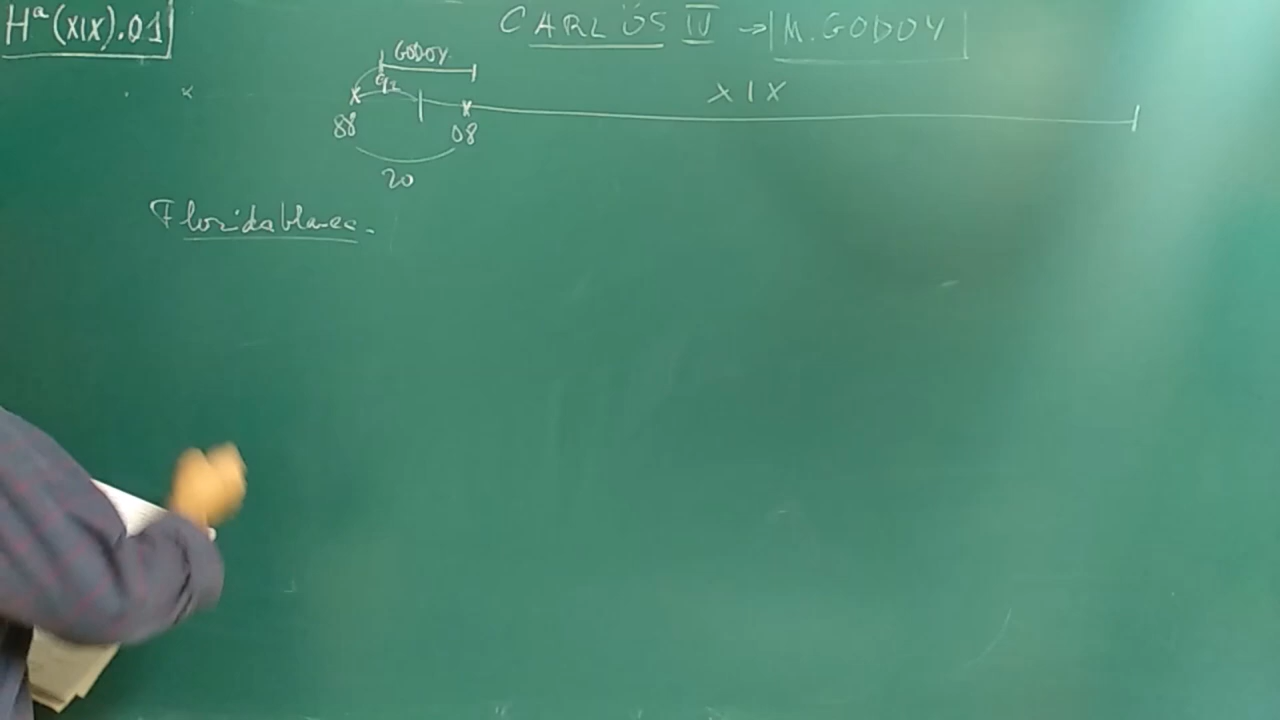 Hª(XIX).01
CARLOS IV → M. GODOY
GODOY
92
XIX
88
08
20
Floridablanca.